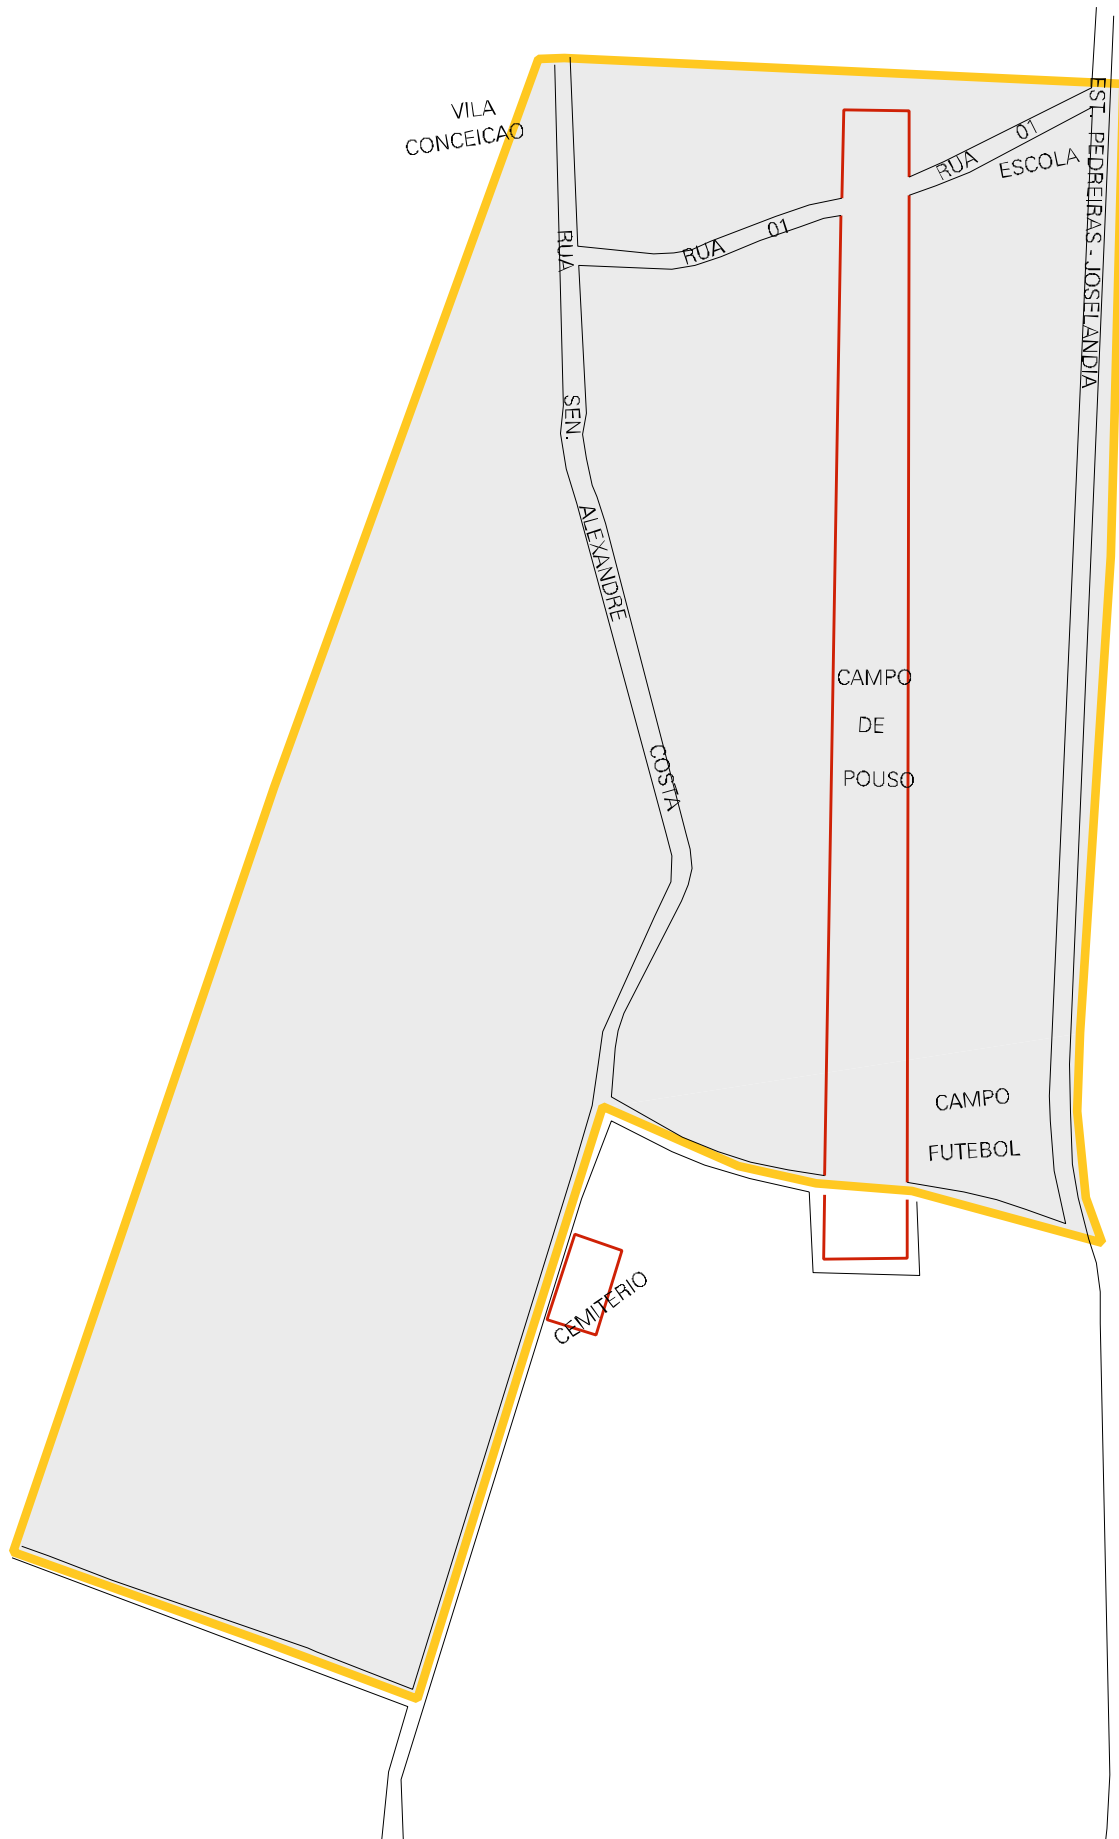 VILA
CONCEICAO
EST. PEDREIRAS - JOSELANDIA
RUA 01
ESCOLA
RUA 01
RUA SEN. ALEXANDRE COSTA
CAMPO
DE
POUSO
CAMPO
FUTEBOL
CEMITERIO